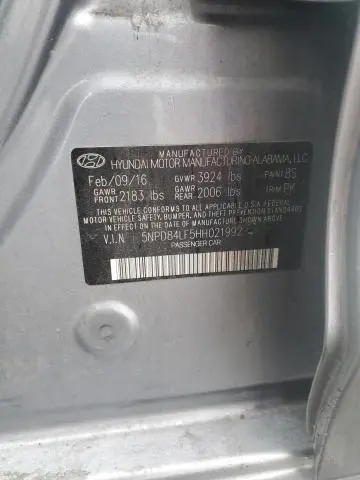 MANUFACTURED BY
HYUNDAI MOTOR MANUFACTURING ALABAMA, LLC
Feb/09/16 GVWR 3924 lbs PAINT 8S
GAWR FRONT 2183 lbs GAWR REAR 2006 lbs TRIM PK
THIS VEHICLE CONFORMS TO ALL APPLICABLE U.S.A FEDERAL
MOTOR VEHICLE SAFETY, BUMPER, AND THEFT PREVENTION STANDARDS
IN EFFECT ON THE DATE OF MANUFACTURE SHOWN ABOVE.
V.I.N 5NPD84LF5HH021992
PASSENGER CAR